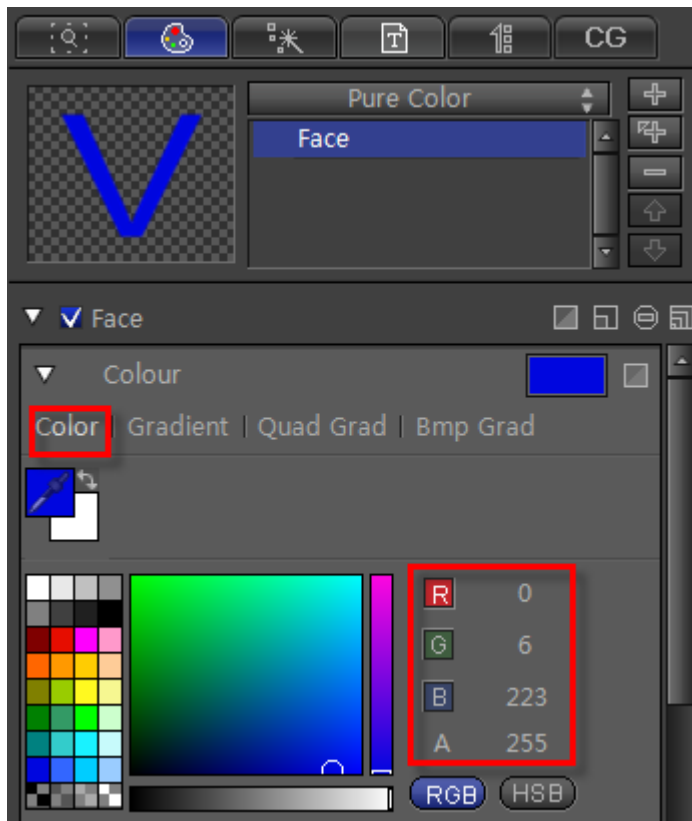 T CG
V
Pure Color
Face
Face
Colour
Color | Gradient | Quad Grad | Bmp Grad
R 0
G 6
B 223
A 255
RGB HSB